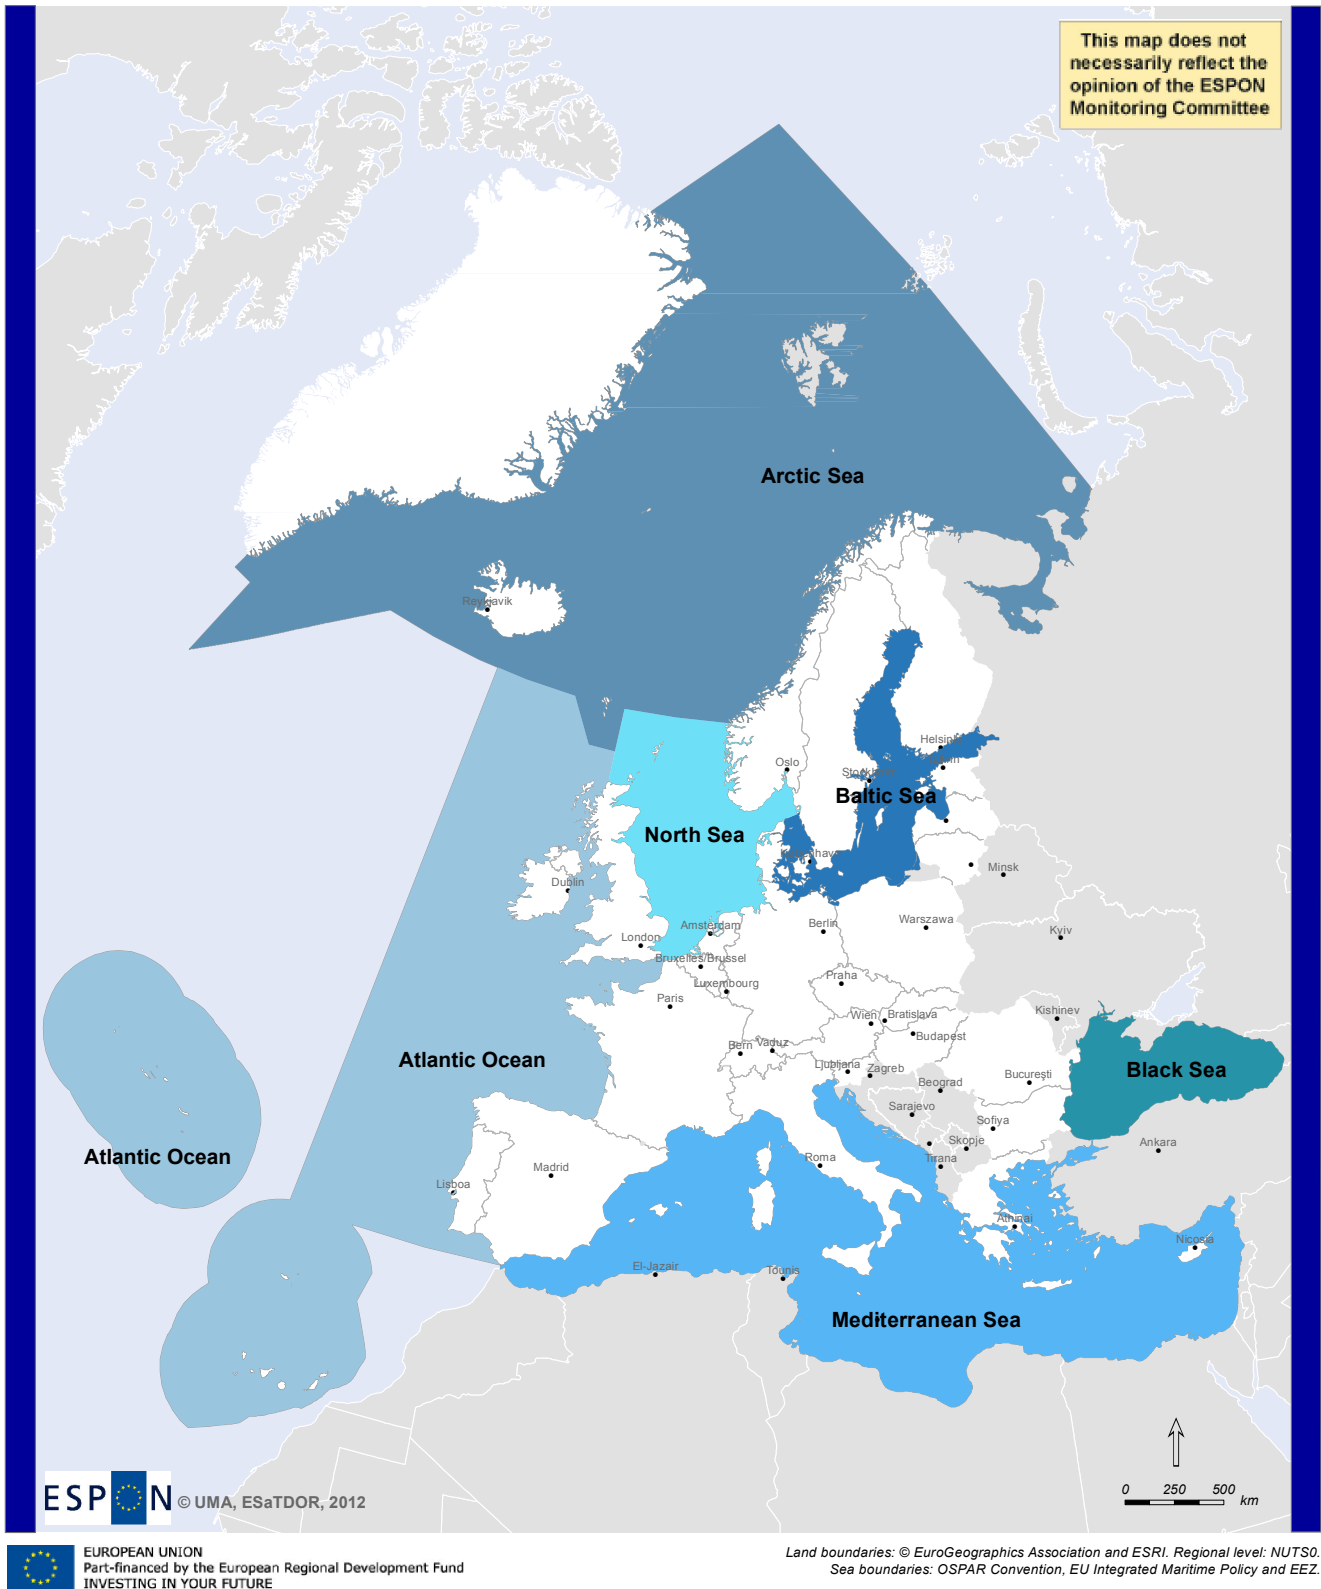 This map does not
necessarily reflect the
opinion of the ESPON
Monitoring Committee
Arctic Sea
Reykjavik
Helsinki
Oslo
Baltic Sea
North Sea
Minsk
Dublin
Warszawa
Amsterdam
Berlin
Kyiv
London
Bruxelles/Brussel
Praha
Luxembourg
Paris
Kishinev
Wien
Bratislava
Budapest
Bern
Vaduz
Atlantic Ocean
Ljubljana
Zagreb
Black Sea
Bucureşti
Beograd
Sarajevo
Sofiya
Skopje
Ankara
Atlantic Ocean
Roma
Tirana
Madrid
Lisboa
Athinai
Nicosia
El-Jazair
Tounis
Mediterranean Sea
0 250 500
km
ESPON © UMA, ESaTDOR, 2012
EUROPEAN UNION
Part-financed by the European Regional Development Fund
INVESTING IN YOUR FUTURE
Land boundaries: © EuroGeographics Association and ESRI. Regional level: NUTS0.
Sea boundaries: OSPAR Convention, EU Integrated Maritime Policy and EEZ.